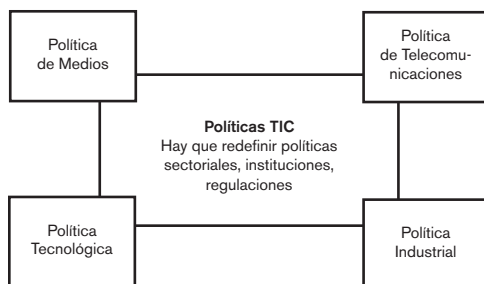 Política
de Medios
Política
de Telecomu-
nicaciones
Políticas TIC
Hay que redefinir políticas
sectoriales, instituciones,
regulaciones
Política
Tecnológica
Política
Industrial